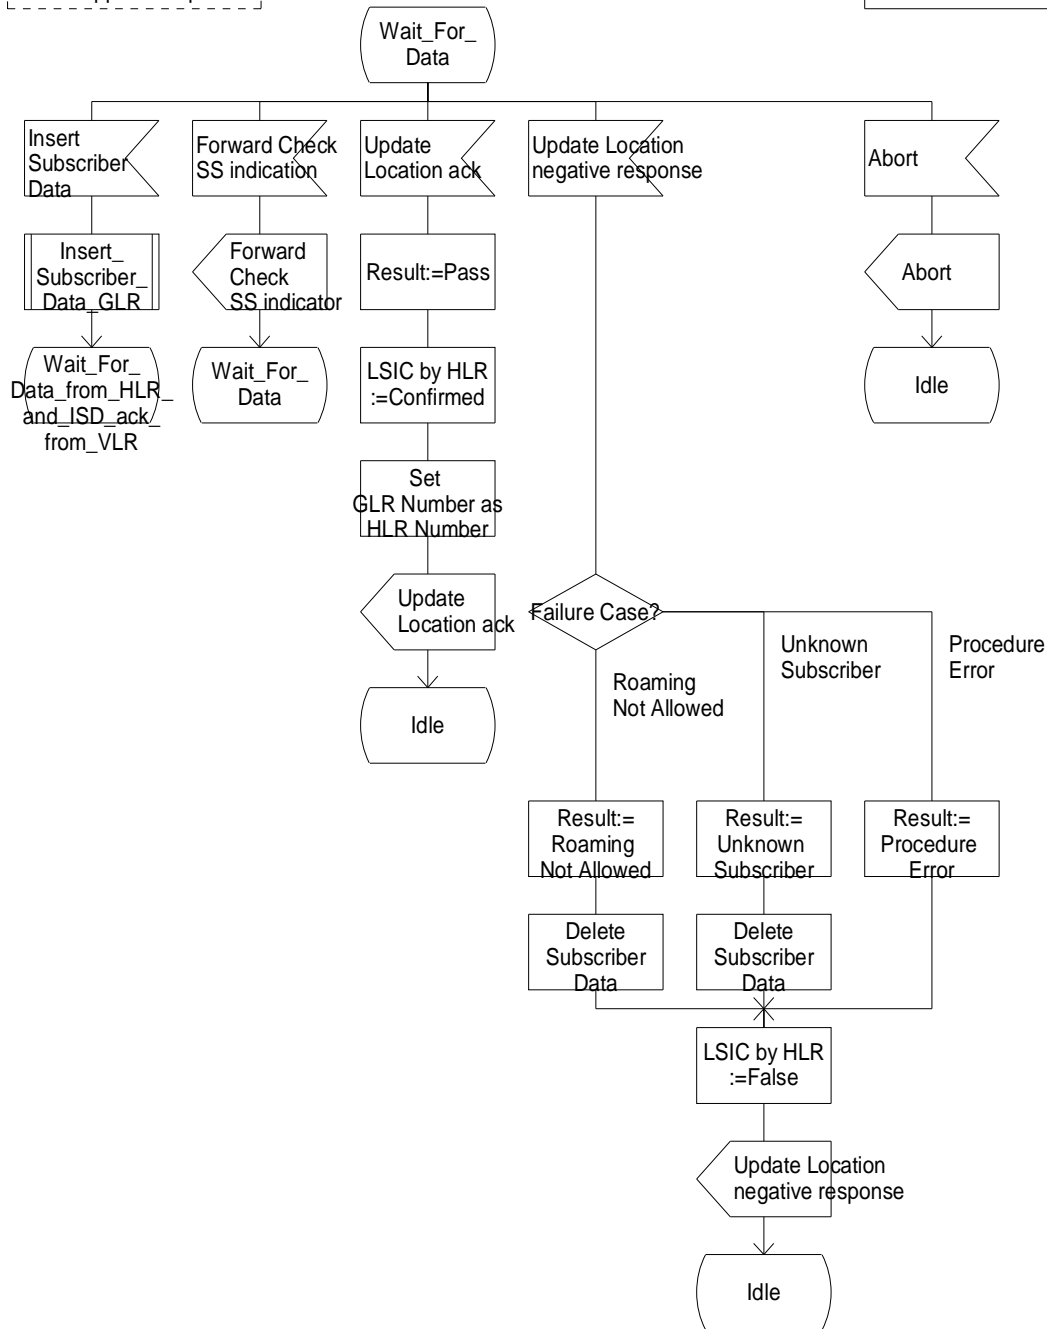 Wait_For_
Data
Insert
Subscriber
Data
Forward Check
SS indication
Update
Location ack
Update Location
negative response
Abort
Insert_
Subscriber_
Data_GLR
Forward
Check
SS indicator
Result:=Pass
Abort
Wait_For_
Data_from_HLR_
and_ISD_ack_
from_VLR
Wait_For_
Data
LSIC by HLR
:=Confirmed
Idle
Set
GLR Number as
HLR Number
Update
Location ack
Failure Case?
Roaming
Not Allowed
Unknown
Subscriber
Procedure
Error
Idle
Result:=
Roaming
Not Allowed
Result:=
Unknown
Subscriber
Result:=
Procedure
Error
Delete
Subscriber
Data
Delete
Subscriber
Data
LSIC by HLR
:=False
Update Location
negative response
Idle